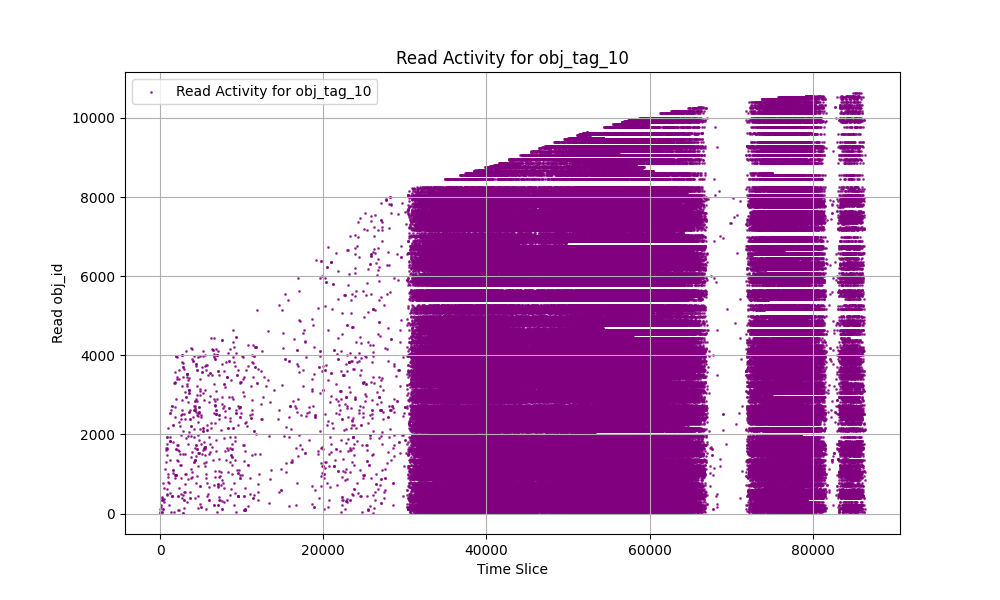 Read Activity for obj_tag_10
Read Activity for obj_tag_10
10000
8000
6000
4000
2000
0
Read obj_id
0 20000 40000 60000 80000
Time Slice